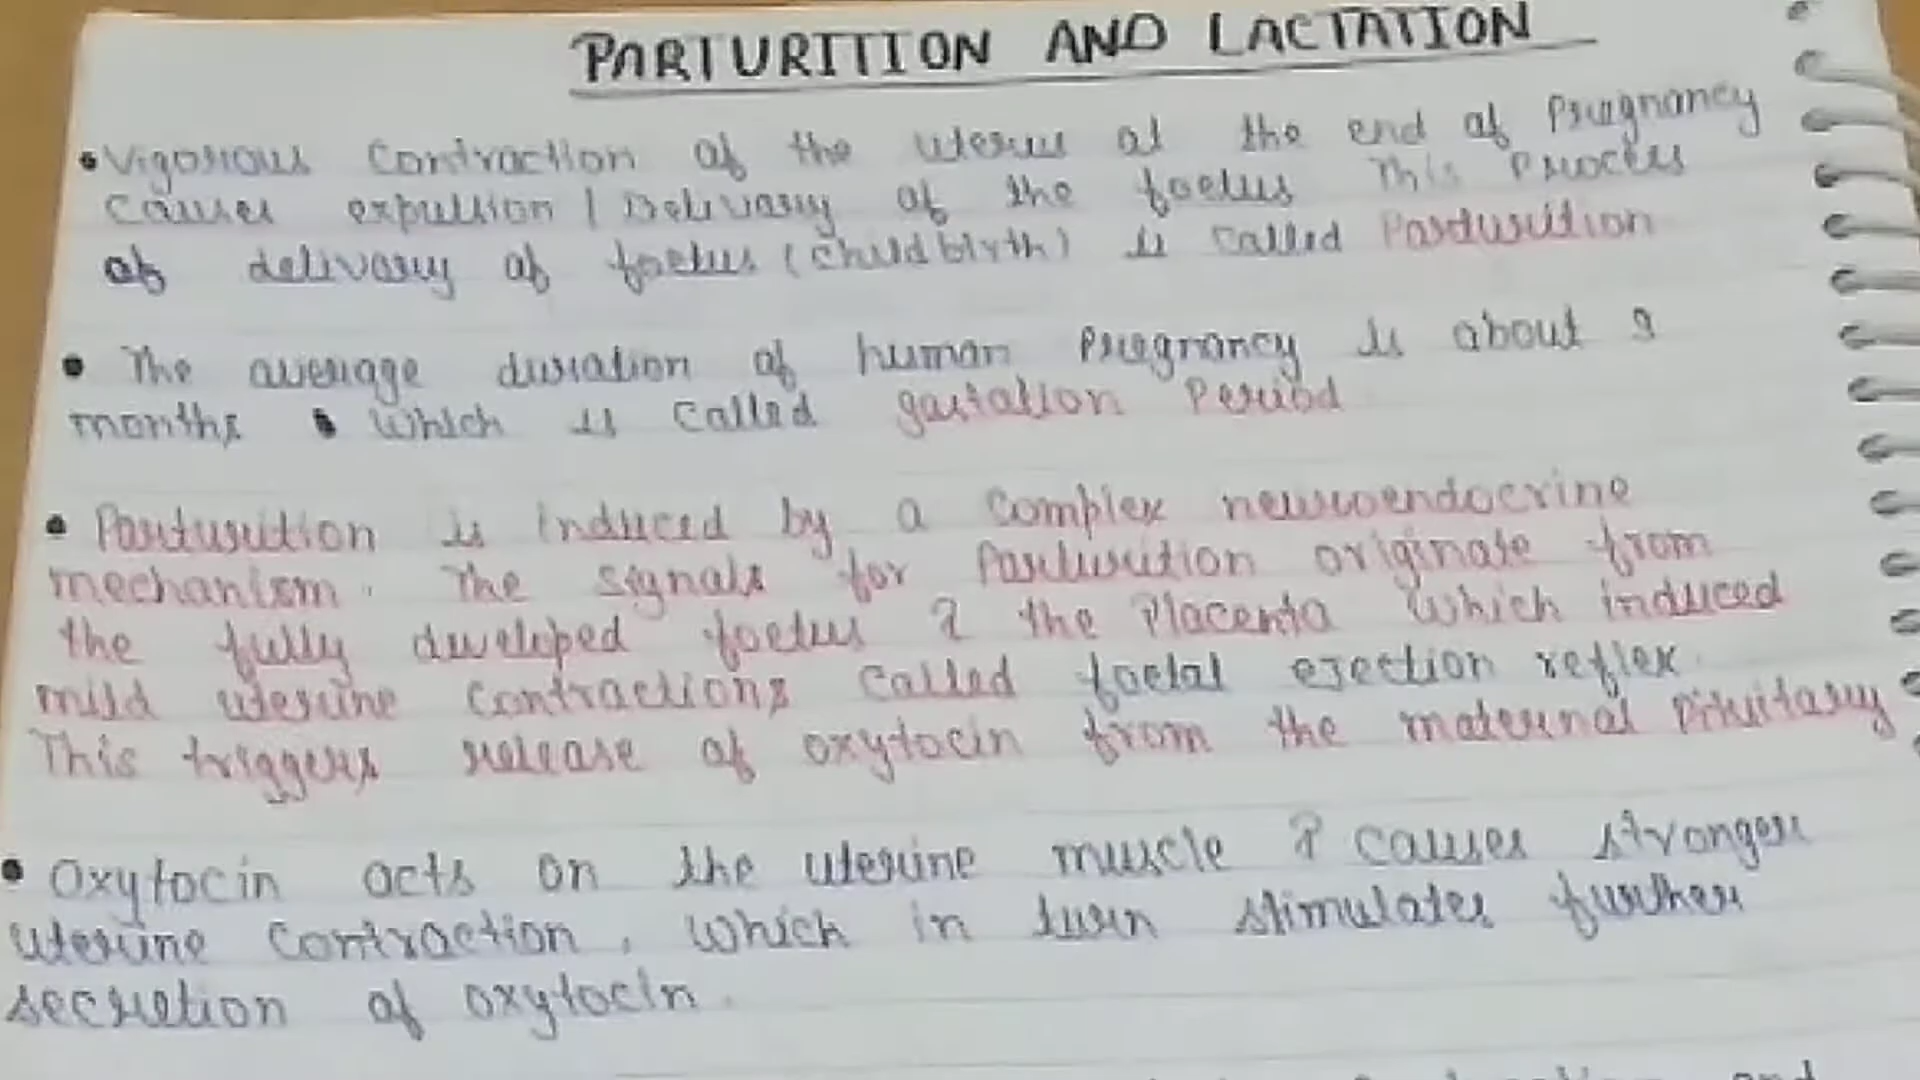 PARTURITION AND LACTATION
• Vigorious Contraction of the uterus at the end of Pregnancy
causes expulsion / Delivary of the foetus This Process
of delivary of foetus (childbirth) is called Parturition
• The average duration of human Pregnancy is about 9
months which is called gastation Period
• Parturition is induced by a complex neuroendocrine
mechanism. The signals for Parturition originate from
the fully developed foetus & the Placenta which induced
mild uterine contractions called foetal ejection reflex.
This triggers release of oxytocin from the maternal Pituitary
• Oxytocin acts on the uterine muscle & causes stronger
uterine contraction, which in turn stimulates further
secretion of oxytocin.
and